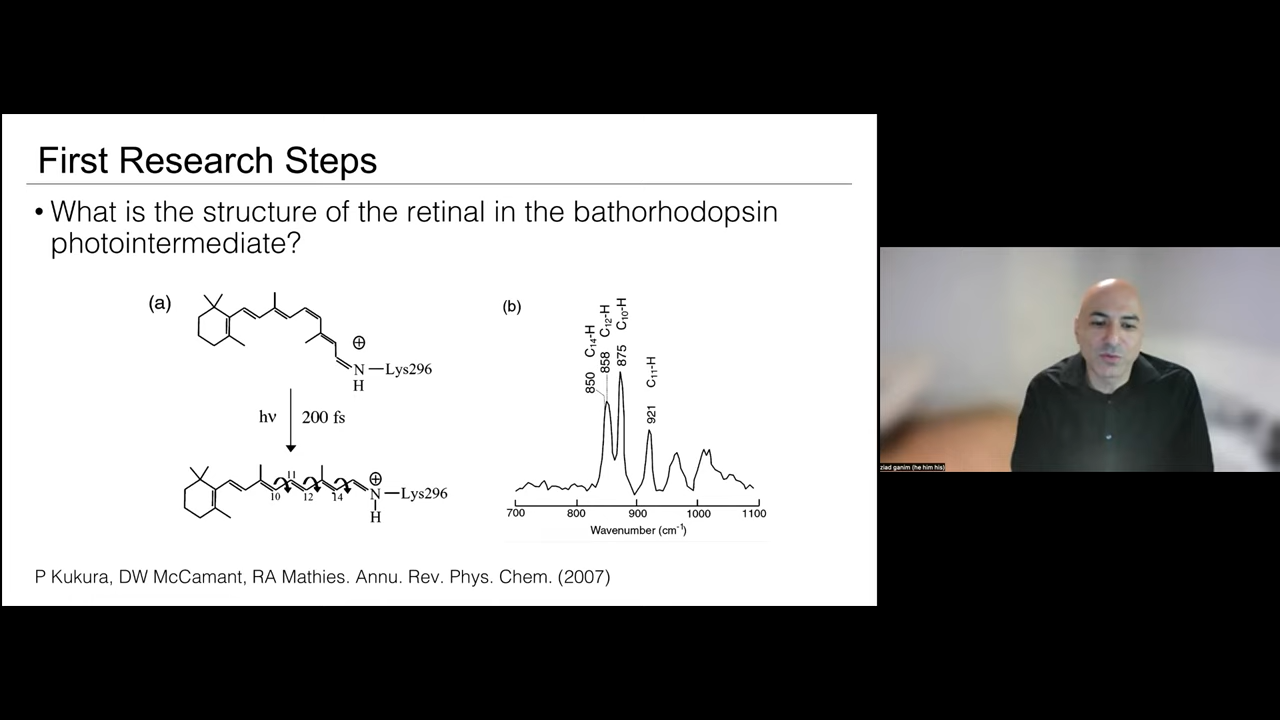 First Research Steps
• What is the structure of the retinal in the bathorhodopsin
photointermediate?
(a)
⊕
N
H
—Lys296
hν
200 fs
10
11
12
14
⊕
N
H
—Lys296
(b)
850 C₁₄-H
858 C₁₂-H
875 C₁₀-H
921 C₁₁-H
700 800 900 1000 1100
Wavenumber (cm⁻¹)
P Kukura, DW McCamant, RA Mathies. Annu. Rev. Phys. Chem. (2007)
ziad ganim (he him his)